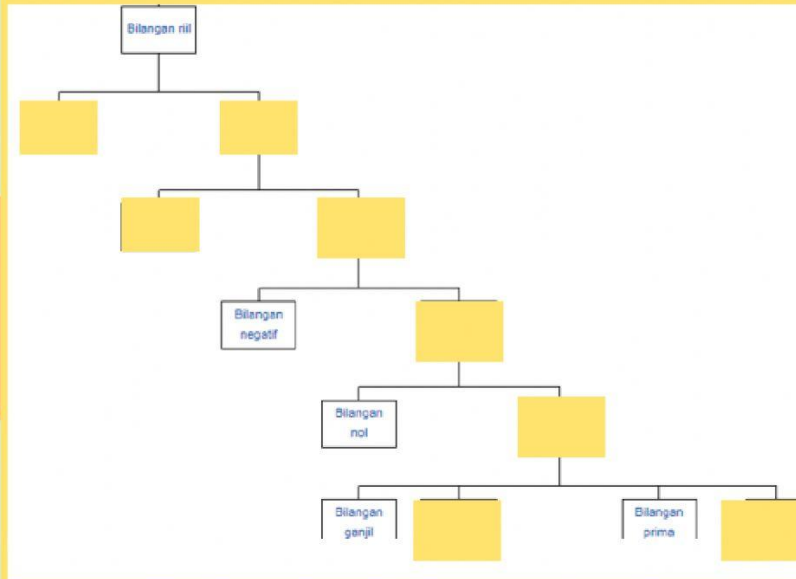 Bilangan riil
Bilangan
negatif
Bilangan
nol
Bilangan
ganjil
Bilangan
prima